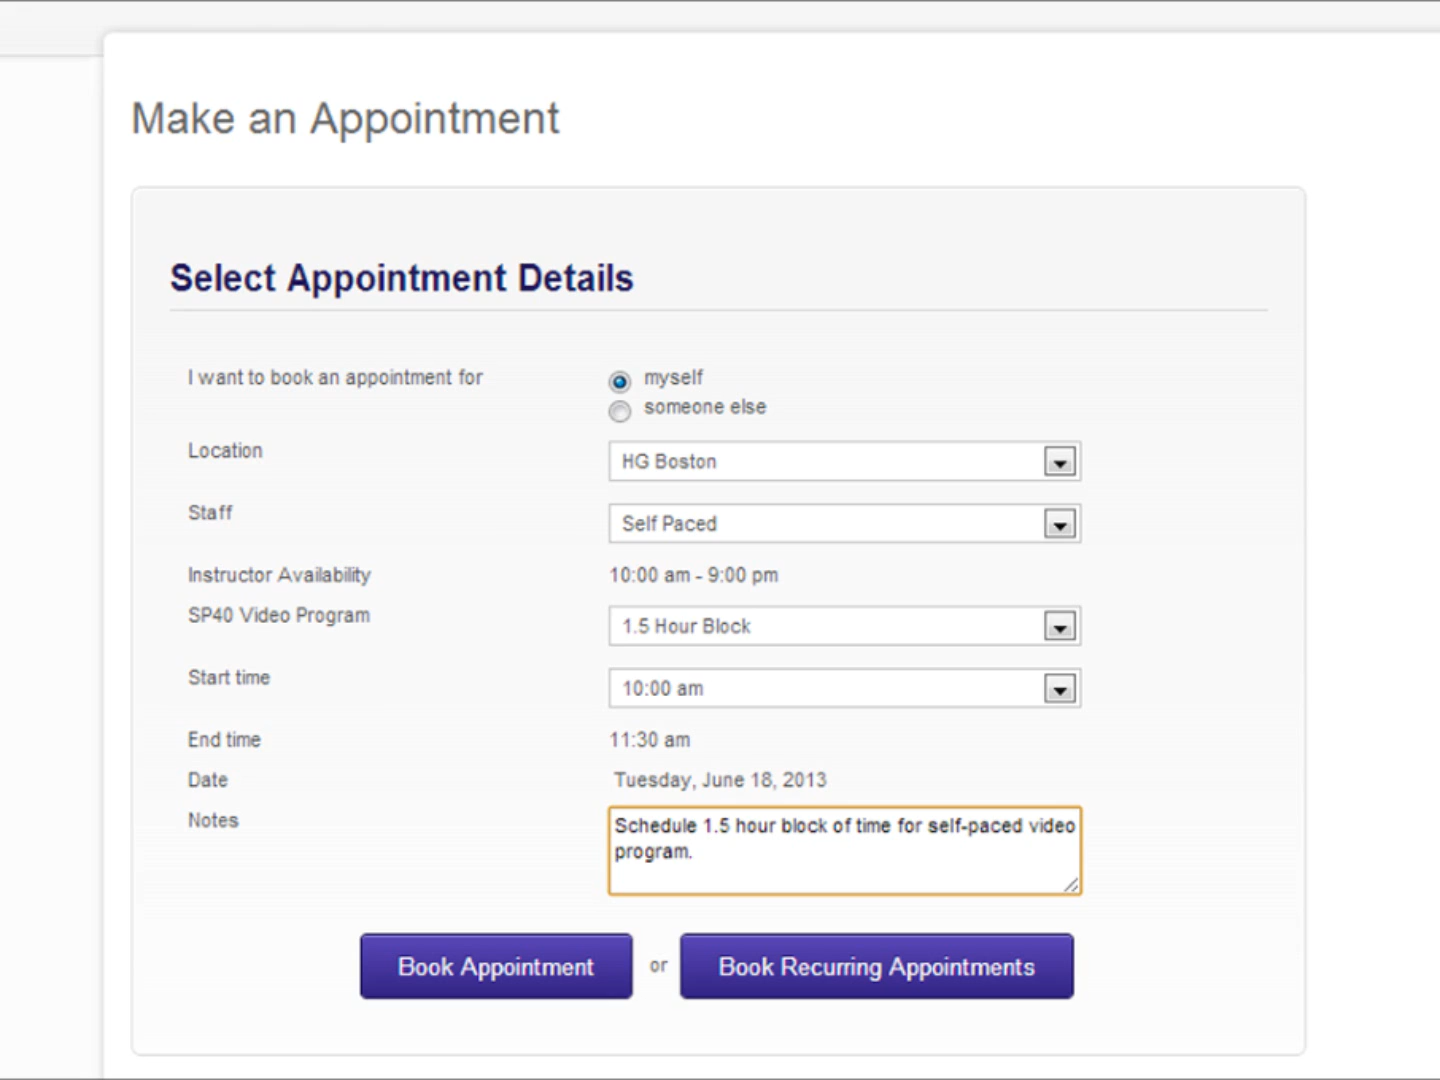 Make an Appointment
Select Appointment Details
I want to book an appointment for
myself
someone else
Location
HG Boston
Staff
Self Paced
Instructor Availability
10:00 am - 9:00 pm
SP40 Video Program
1.5 Hour Block
Start time
10:00 am
End time
11:30 am
Date
Tuesday, June 18, 2013
Notes
Schedule 1.5 hour block of time for self-paced video
program.
Book Appointment or Book Recurring Appointments